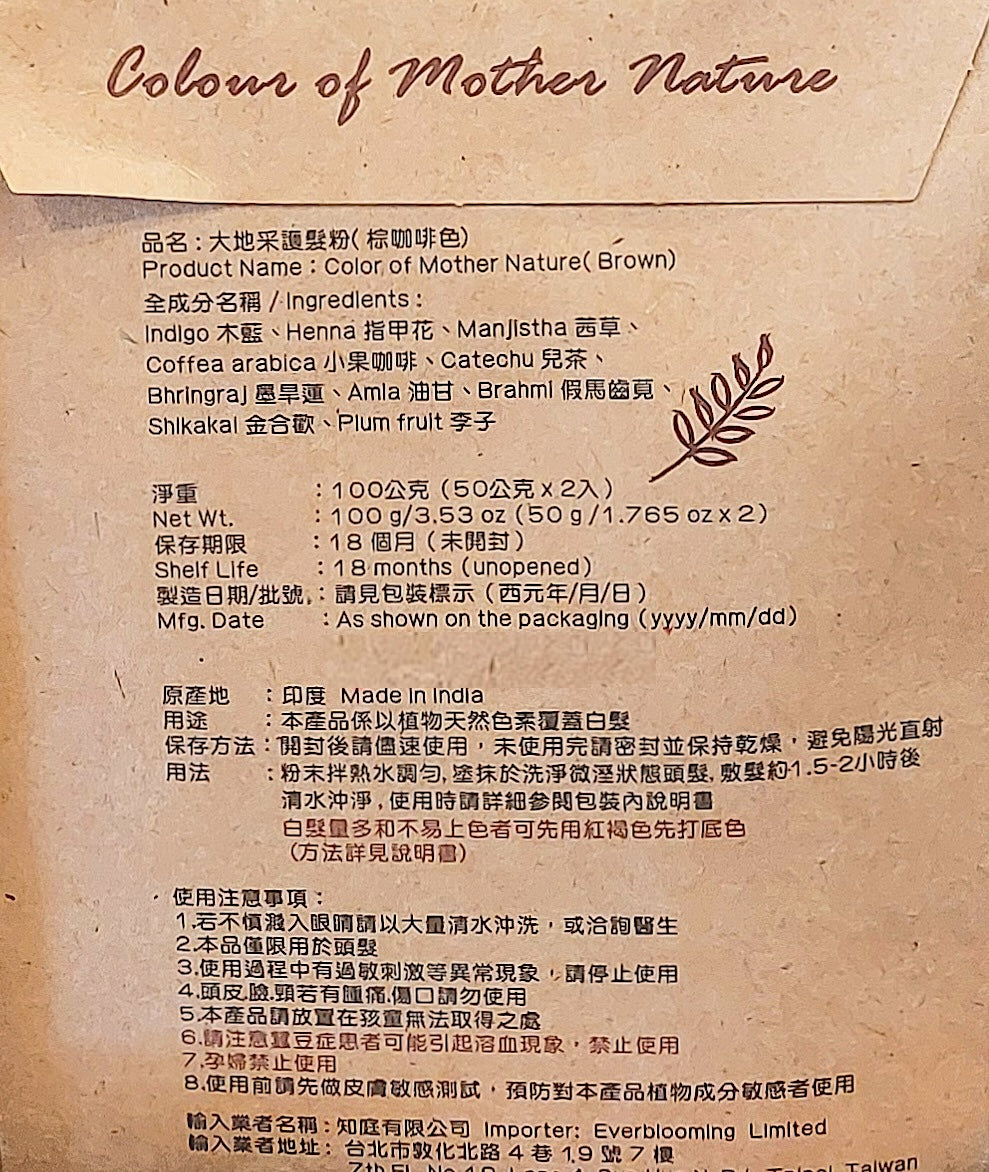 Colour of Mother Nature
品名：大地采護髮粉( 棕咖啡色)
Product Name：Color of Mother Nature( Brown)
全成分名稱 / Ingredients：
Indigo 木藍、Henna 指甲花、Manjistha 茜草、
Coffea arabica 小果咖啡、Catechu 兒茶、
Bhringraj 墨旱蓮、Amla 油甘、Brahmi 假馬齒莧、
Shikakai 金合歡、Plum fruit 李子
淨重 ：100公克（50公克 x 2入）
Net Wt. ：100 g/3.53 oz（50 g /1.765 oz x 2）
保存期限 ：18 個月（未開封）
Shelf Life ：18 months（unopened）
製造日期/批號：請見包裝標示（西元年/月/日）
Mfg. Date ：As shown on the packaging（yyyy/mm/dd）
原產地 ：印度 Made in India
用途 ：本產品係以植物天然色素覆蓋白髮
保存方法：開封後請儘速使用，未使用完請密封並保持乾燥，避免陽光直射
用法 ：粉末拌熱水調勻, 塗抹於洗淨微溼狀態頭髮, 敷髮約1.5-2小時後
清水沖淨, 使用時請詳細參閱包裝內說明書
白髮量多和不易上色者可先用紅褐色先打底色
(方法詳見說明書)
使用注意事項：
1.若不慎濺入眼睛請以大量清水沖洗，或洽詢醫生
2.本品僅限用於頭髮
3.使用過程中有過敏刺激等異常現象，請停止使用
4.頭皮.臉.頸若有腫痛.傷口請勿使用
5.本產品請放置在孩童無法取得之處
6.請注意蠶豆症患者可能引起溶血現象，禁止使用
7.孕婦禁止使用
8.使用前請先做皮膚敏感測試，預防對本產品植物成分敏感者使用
輸入業者名稱：知庭有限公司 Importer: Everblooming Limited
輸入業者地址：台北市敦化北路 4 巷 19 號 7 樓
Taiwan